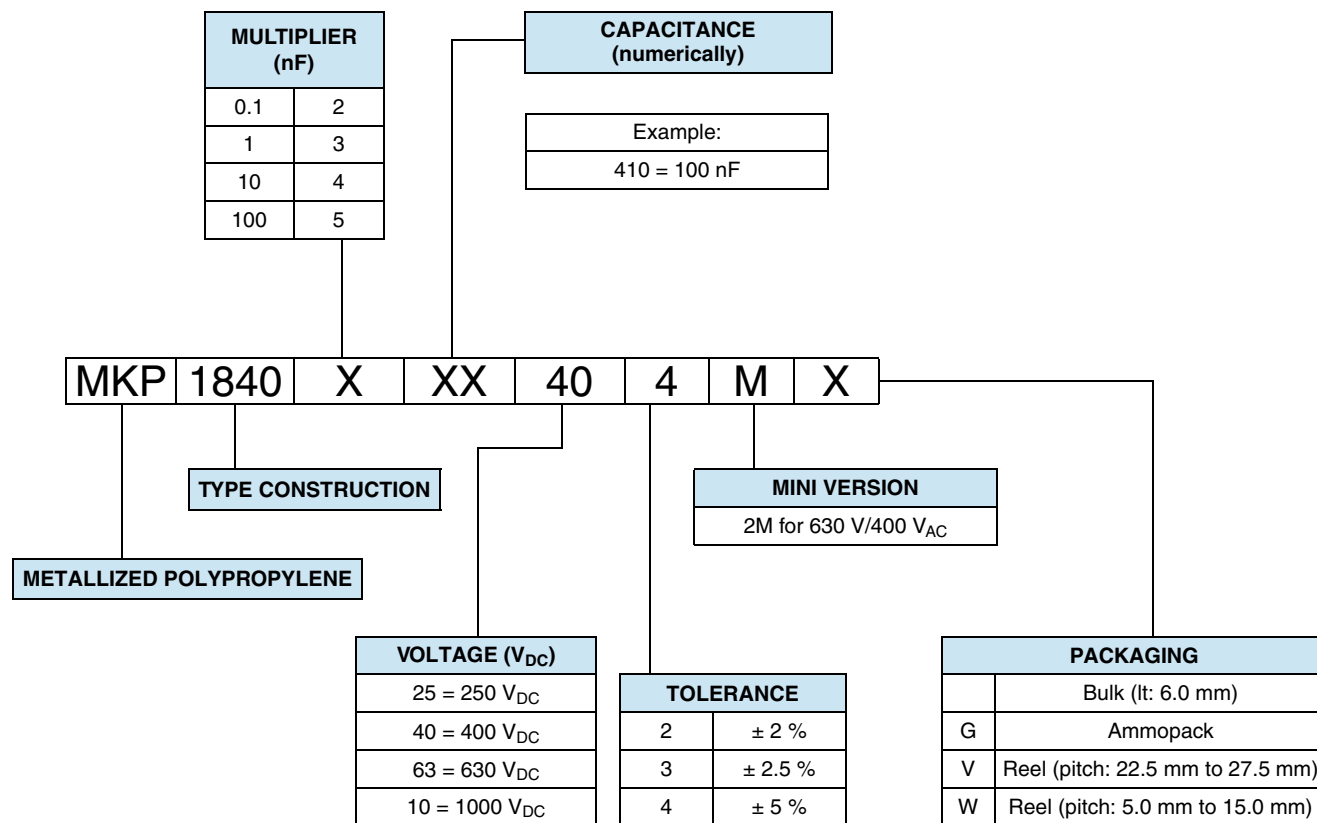 MULTIPLIER
(nF)
0.1 2
1 3
10 4
100 5
CAPACITANCE
(numerically)
Example:
410 = 100 nF
MKP 1840 X XX 40 4 M X
TYPE CONSTRUCTION
MINI VERSION
2M for 630 V/400 VAC
METALLIZED POLYPROPYLENE
VOLTAGE (VDC)
25 = 250 VDC
40 = 400 VDC
63 = 630 VDC
10 = 1000 VDC
TOLERANCE
2 ± 2 %
3 ± 2.5 %
4 ± 5 %
PACKAGING
Bulk (lt: 6.0 mm)
G Ammopack
V Reel (pitch: 22.5 mm to 27.5 mm)
W Reel (pitch: 5.0 mm to 15.0 mm)